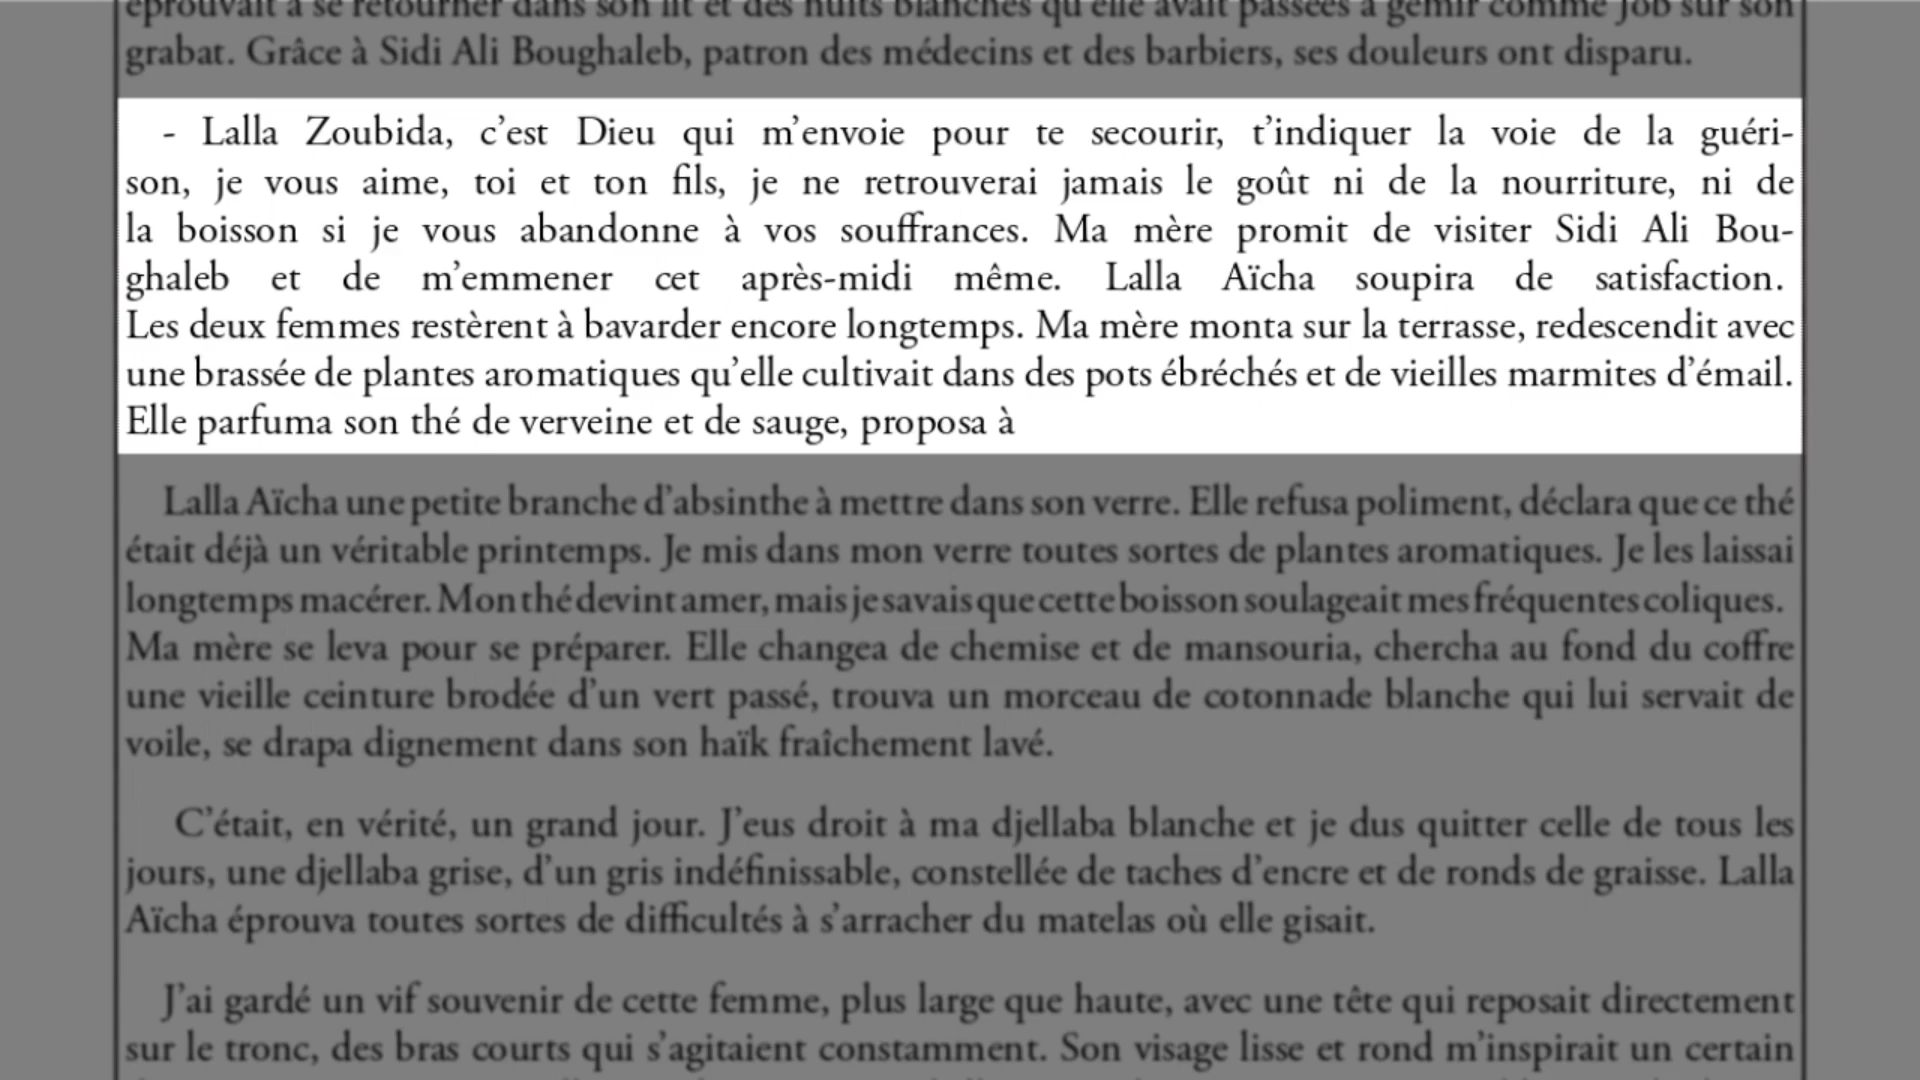 éprouvait à se retourner dans son lit et des nuits blanches qu'elle avait passées à gémir comme Job sur son
grabat. Grâce à Sidi Ali Boughaleb, patron des médecins et des barbiers, ses douleurs ont disparu.
- Lalla Zoubida, c'est Dieu qui m'envoie pour te secourir, t'indiquer la voie de la guéri-
son, je vous aime, toi et ton fils, je ne retrouverai jamais le goût ni de la nourriture, ni de
la boisson si je vous abandonne à vos souffrances. Ma mère promit de visiter Sidi Ali Bou-
ghaleb et de m'emmener cet après-midi même. Lalla Aïcha soupira de satisfaction.
Les deux femmes restèrent à bavarder encore longtemps. Ma mère monta sur la terrasse, redescendit avec
une brassée de plantes aromatiques qu'elle cultivait dans des pots ébréchés et de vieilles marmites d'émail.
Elle parfuma son thé de verveine et de sauge, proposa à
Lalla Aïcha une petite branche d'absinthe à mettre dans son verre. Elle refusa poliment, déclara que ce thé
était déjà un véritable printemps. Je mis dans mon verre toutes sortes de plantes aromatiques. Je les laissai
longtemps macérer. Mon thé devint amer, mais je savais que cette boisson soulageait mes fréquentes coliques.
Ma mère se leva pour se préparer. Elle changea de chemise et de mansouria, chercha au fond du coffre
une vieille ceinture brodée d'un vert passé, trouva un morceau de cotonnade blanche qui lui servait de
voile, se drapa dignement dans son haïk fraîchement lavé.
C'était, en vérité, un grand jour. J'eus droit à ma djellaba blanche et je dus quitter celle de tous les
jours, une djellaba grise, d'un gris indéfinissable, constellée de taches d'encre et de ronds de graisse. Lalla
Aïcha éprouva toutes sortes de difficultés à s'arracher du matelas où elle gisait.
J'ai gardé un vif souvenir de cette femme, plus large que haute, avec une tête qui reposait directement
sur le tronc, des bras courts qui s'agitaient constamment. Son visage lisse et rond m'inspirait un certain